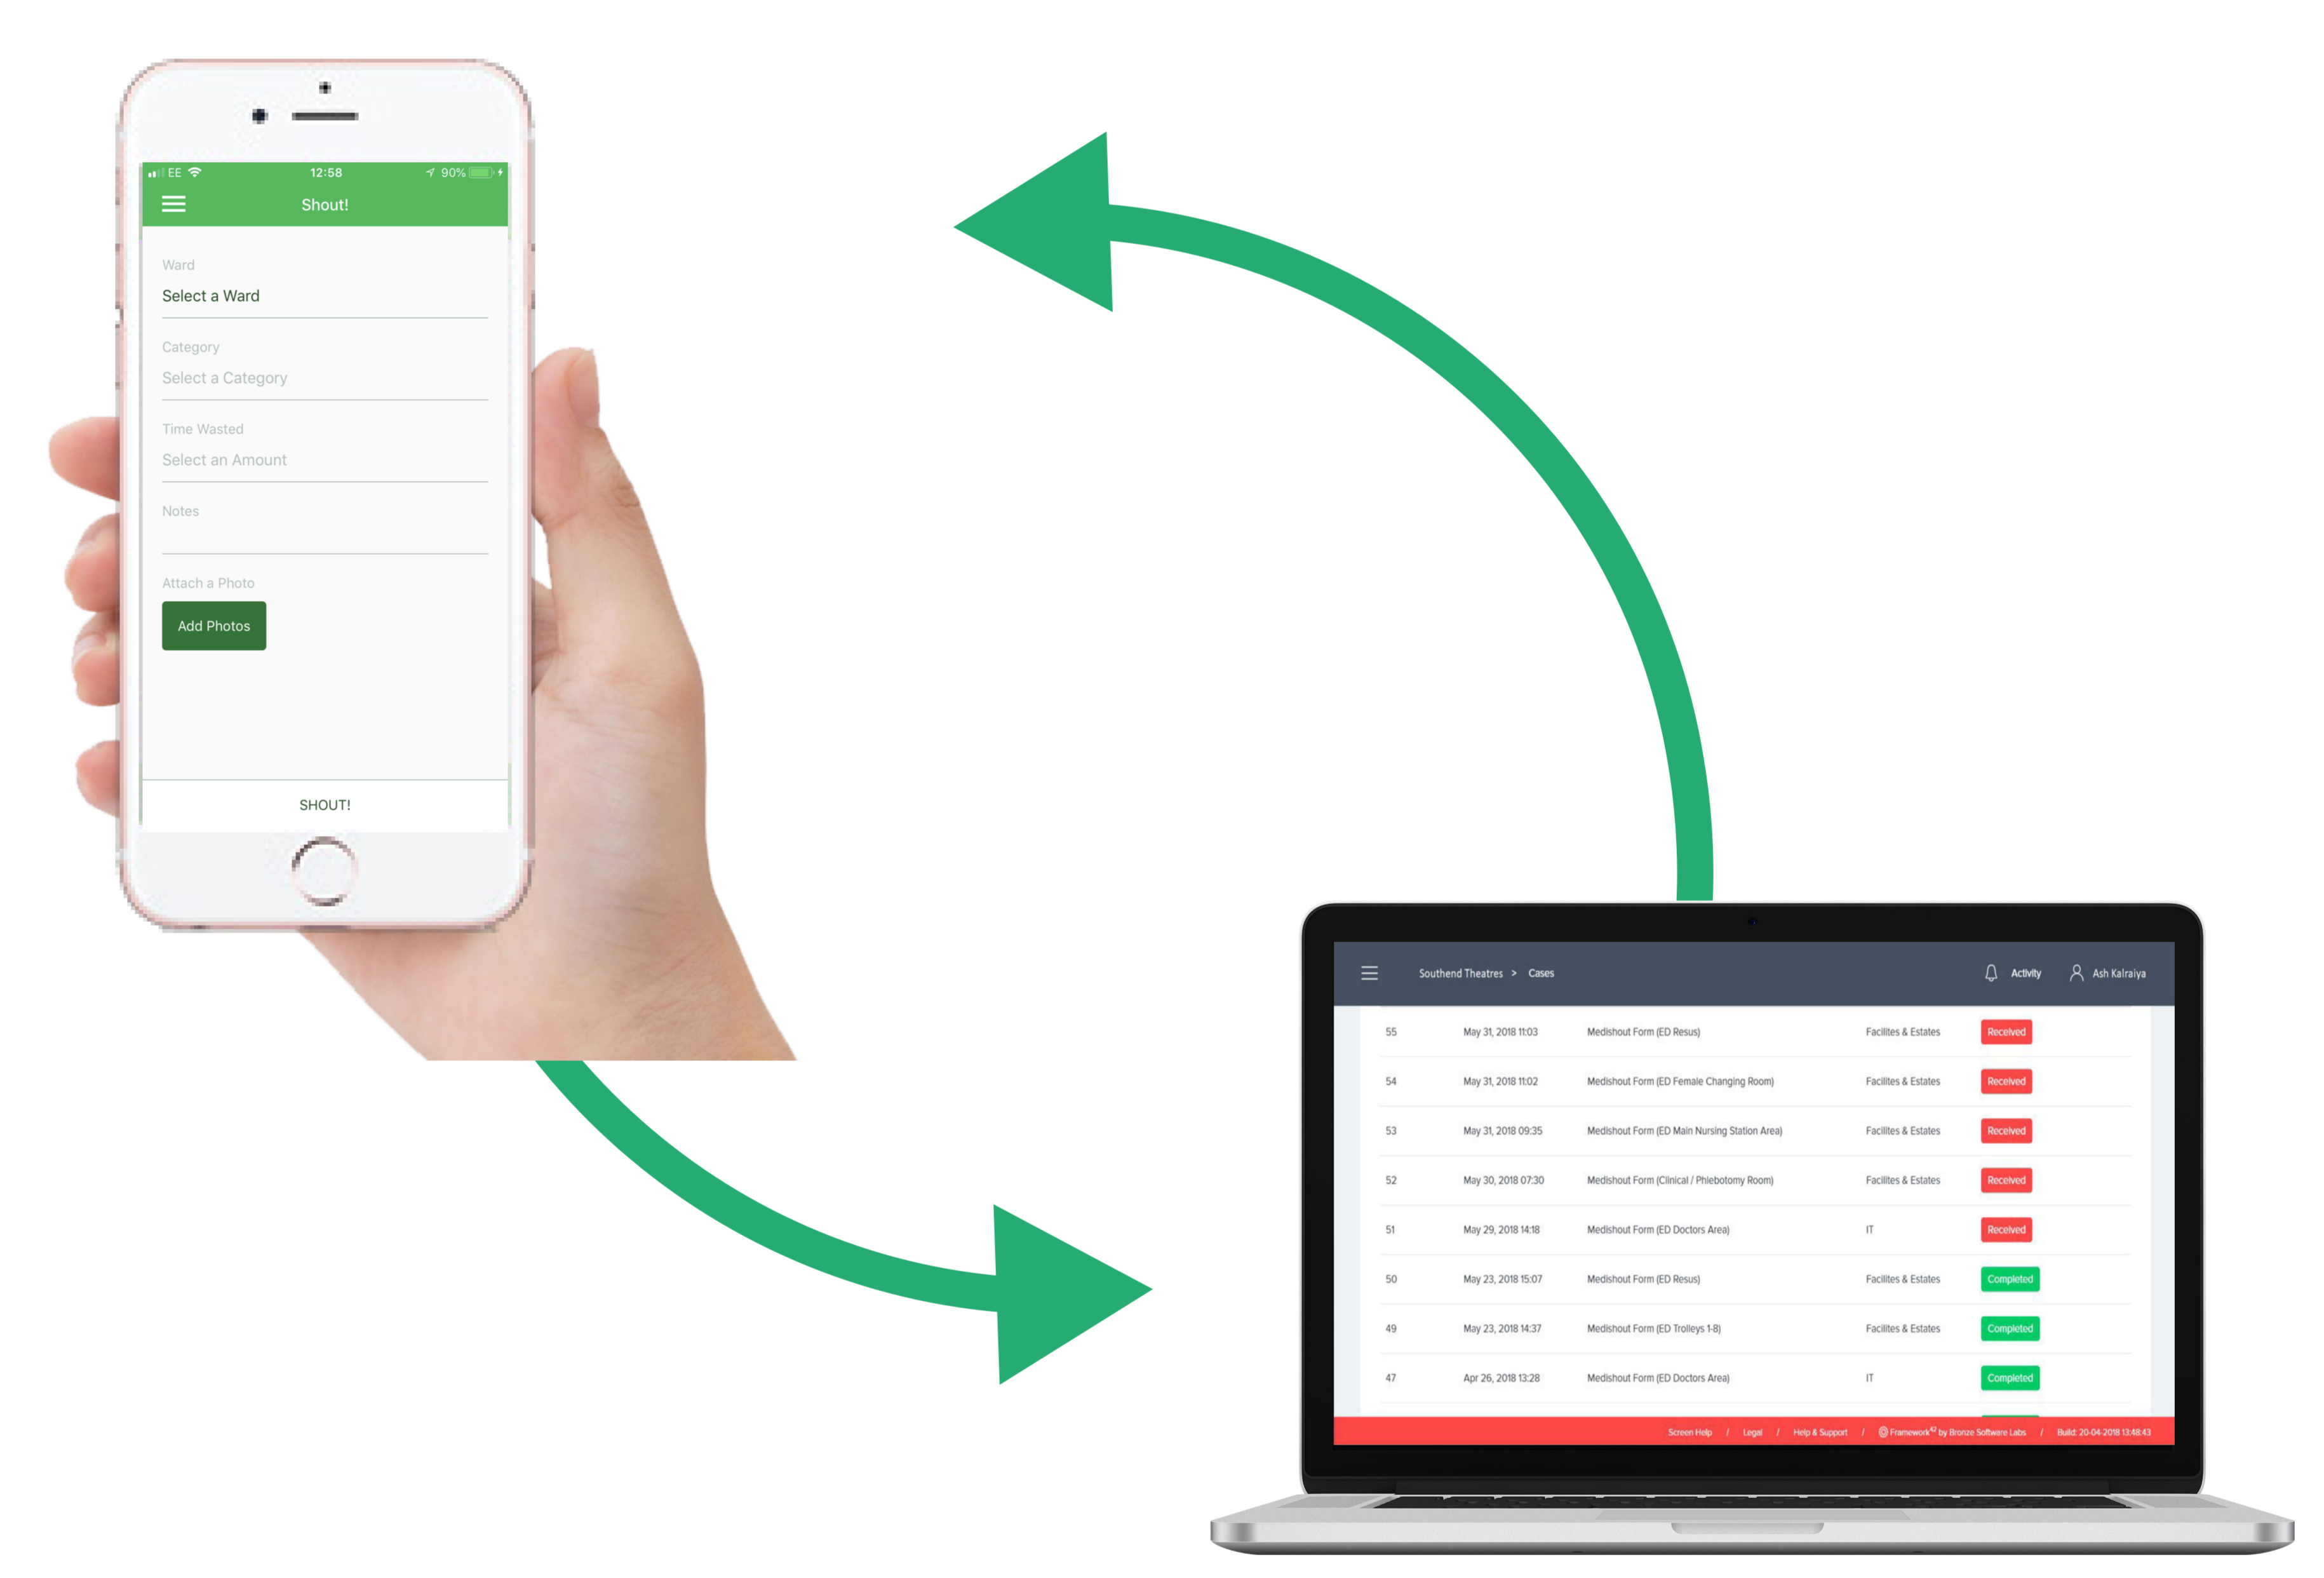 EE 12:58 90%
Shout!
Ward
Select a Ward
Category
Select a Category
Time Wasted
Select an Amount
Notes
Attach a Photo
Add Photos
SHOUT!
Southend Theatres > Cases Activity Ash Kalraiya
55 May 31, 2018 11:03 Medishout Form (ED Resus) Facilites & Estates Received
54 May 31, 2018 11:02 Medishout Form (ED Female Changing Room) Facilites & Estates Received
53 May 31, 2018 09:35 Medishout Form (ED Main Nursing Station Area) Facilites & Estates Received
52 May 30, 2018 07:30 Medishout Form (Clinical / Phlebotomy Room) Facilites & Estates Received
51 May 29, 2018 14:18 Medishout Form (ED Doctors Area) IT Received
50 May 23, 2018 15:07 Medishout Form (ED Resus) Facilites & Estates Completed
49 May 23, 2018 14:37 Medishout Form (ED Trolleys 1-8) Facilites & Estates Completed
47 Apr 26, 2018 13:28 Medishout Form (ED Doctors Area) IT Completed
Screen Help / Legal / Help & Support / Framework42 by Bronze Software Labs / Build: 20-04-2018 13:48:43